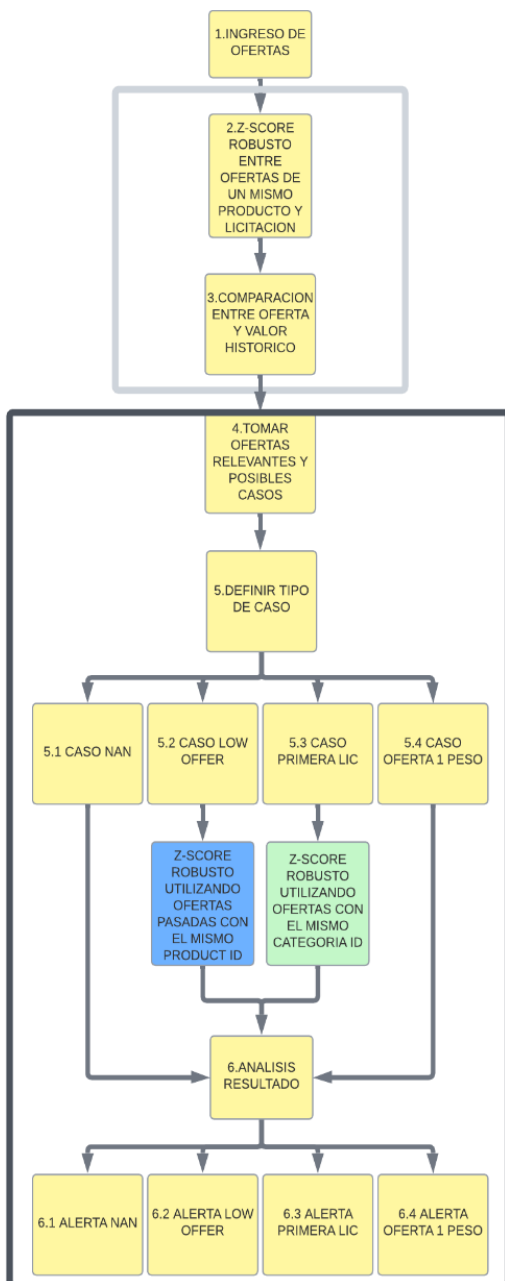 1.INGRESO DE
OFERTAS
2.Z-SCORE
ROBUSTO
ENTRE
OFERTAS DE
UN MISMO
PRODUCTO Y
LICITACION
3.COMPARACION
ENTRE OFERTA
Y VALOR
HISTORICO
4.TOMAR
OFERTAS
RELEVANTES Y
POSIBLES
CASOS
5.DEFINIR TIPO
DE CASO
5.1 CASO NAN
5.2 CASO LOW
OFFER
5.3 CASO
PRIMERA LIC
5.4 CASO
OFERTA 1 PESO
Z-SCORE
ROBUSTO
UTILIZANDO
OFERTAS
PASADAS CON
EL MISMO
PRODUCT ID
Z-SCORE
ROBUSTO
UTILIZANDO
OFERTAS CON
EL MISMO
CATEGORIA ID
6.ANALISIS
RESULTADO
6.1 ALERTA NAN
6.2 ALERTA LOW
OFFER
6.3 ALERTA
PRIMERA LIC
6.4 ALERTA
OFERTA 1 PESO